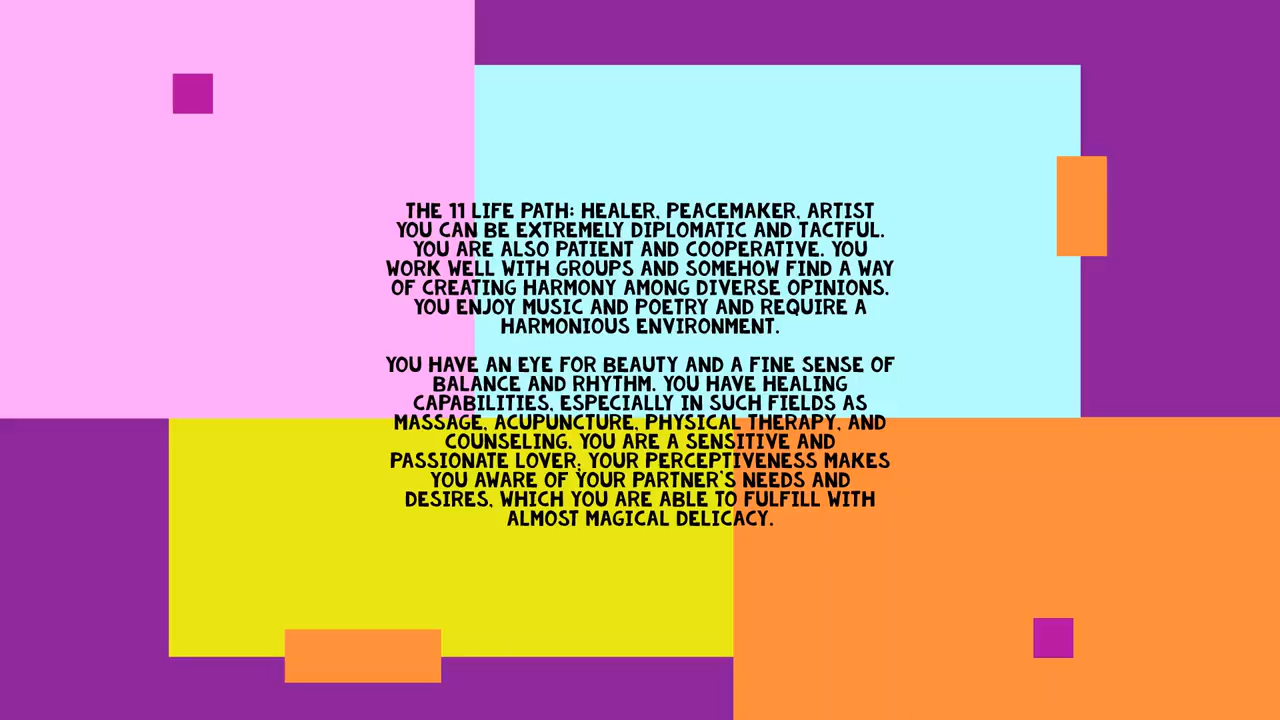 THE 11 LIFE PATH: HEALER, PEACEMAKER, ARTIST
YOU CAN BE EXTREMELY DIPLOMATIC AND TACTFUL.
YOU ARE ALSO PATIENT AND COOPERATIVE. YOU
WORK WELL WITH GROUPS AND SOMEHOW FIND A WAY
OF CREATING HARMONY AMONG DIVERSE OPINIONS.
YOU ENJOY MUSIC AND POETRY AND REQUIRE A
HARMONIOUS ENVIRONMENT.
YOU HAVE AN EYE FOR BEAUTY AND A FINE SENSE OF
BALANCE AND RHYTHM. YOU HAVE HEALING
CAPABILITIES, ESPECIALLY IN SUCH FIELDS AS
MASSAGE, ACUPUNCTURE, PHYSICAL THERAPY, AND
COUNSELING. YOU ARE A SENSITIVE AND
PASSIONATE LOVER; YOUR PERCEPTIVENESS MAKES
YOU AWARE OF YOUR PARTNER'S NEEDS AND
DESIRES, WHICH YOU ARE ABLE TO FULFILL WITH
ALMOST MAGICAL DELICACY.